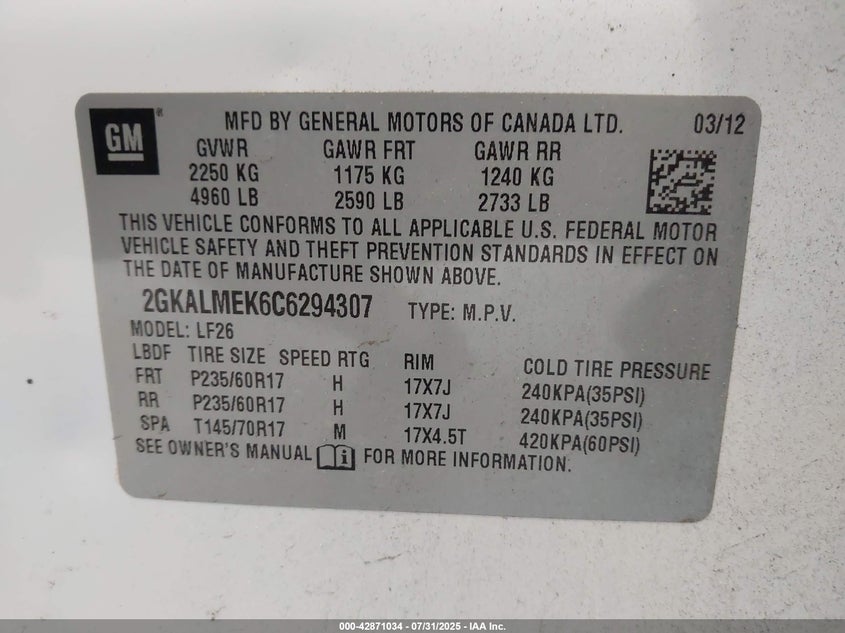 GM ®
MFD BY GENERAL MOTORS OF CANADA LTD. 03/12
GVWR GAWR FRT GAWR RR
2250 KG 1175 KG 1240 KG
4960 LB 2590 LB 2733 LB
THIS VEHICLE CONFORMS TO ALL APPLICABLE U.S. FEDERAL MOTOR
VEHICLE SAFETY AND THEFT PREVENTION STANDARDS IN EFFECT ON
THE DATE OF MANUFACTURE SHOWN ABOVE.
2GKALMEK6C6294307 TYPE: M.P.V.
MODEL: LF26
LBDF TIRE SIZE SPEED RTG RIM COLD TIRE PRESSURE
FRT P235/60R17 H 17X7J 240KPA(35PSI)
RR P235/60R17 H 17X7J 240KPA(35PSI)
SPA T145/70R17 M 17X4.5T 420KPA(60PSI)
SEE OWNER'S MANUAL i FOR MORE INFORMATION.
000-42871034 - 07/31/2025 - IAA Inc.